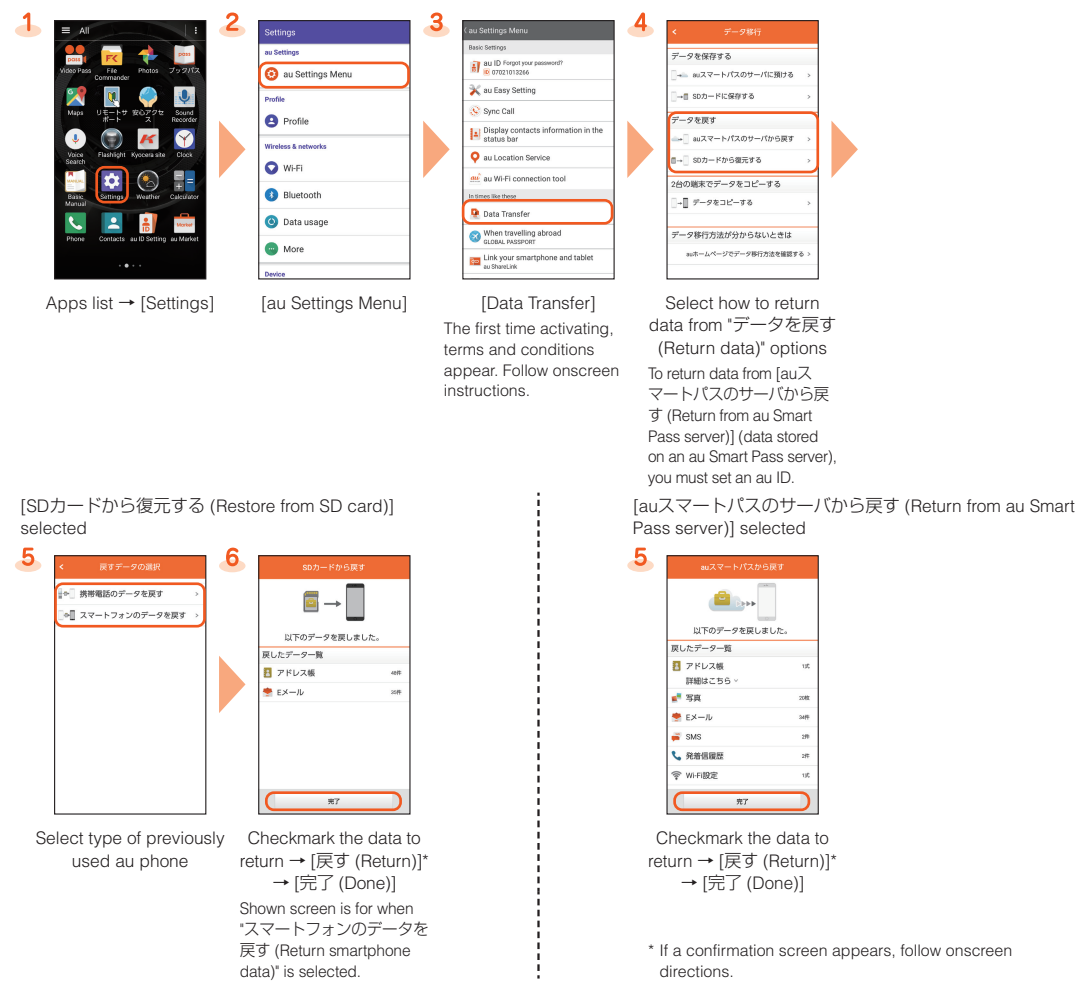 1
All
Video Pass
File Commander
Photos
ブックパス
Maps
リモートサポート
安心アクセス
Sound Recorder
Voice Search
Flashlight
Kyocera site
Clock
Basic Manual
Settings
Weather
Calculator
Phone
Contacts
au ID Setting
au Market
Apps list → [Settings]
2
Settings
au Settings
au Settings Menu
Profile
Profile
Wireless & networks
Wi-Fi
Bluetooth
Data usage
More
Device
[au Settings Menu]
3
au Settings Menu
Basic Settings
au ID Forgot your password?
ID 07021013266
au Easy Setting
Sync Call
Display contacts information in the
status bar
au Location Service
au Wi-Fi connection tool
In times like these
Data Transfer
When travelling abroad
GLOBAL PASSPORT
Link your smartphone and tablet
au ShareLink
[Data Transfer]
The first time activating,
terms and conditions
appear. Follow onscreen
instructions.
4
データ移行
データを保存する
auスマートパスのサーバに預ける
SDカードに保存する
データを戻す
auスマートパスのサーバから戻す
SDカードから復元する
2台の端末でデータをコピーする
データをコピーする
データ移行方法が分からないときは
auホームページでデータ移行方法を確認する
Select how to return
data from "データを戻す
(Return data)" options
To return data from [auス
マートパスのサーバから戻
す (Return from au Smart
Pass server)] (data stored
on an au Smart Pass server),
you must set an au ID.
[SDカードから復元する (Restore from SD card)]
selected
5
戻すデータの選択
携帯電話のデータを戻す
スマートフォンのデータを戻す
Select type of previously
used au phone
6
SDカードから戻す
以下のデータを戻しました。
戻したデータ一覧
アドレス帳
Eメール
完了
Checkmark the data to
return → [戻す (Return)]*
→ [完了 (Done)]
Shown screen is for when
"スマートフォンのデータを
戻す (Return smartphone
data)" is selected.
[auスマートパスのサーバから戻す (Return from au Smart
Pass server)] selected
5
auスマートパスから戻す
以下のデータを戻しました。
戻したデータ一覧
アドレス帳 1式
詳細はこちら
写真 20枚
Eメール 34件
SMS 2件
発着信履歴 2件
Wi-Fi設定 1式
完了
Checkmark the data to
return → [戻す (Return)]*
→ [完了 (Done)]
* If a confirmation screen appears, follow onscreen
directions.